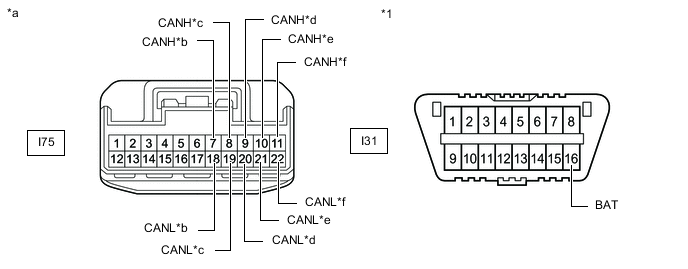 *a
*1
CANH*c
CANH*d
CANH*b
CANH*e
CANH*f
I75
1 2 3 4 5 6 7 8 9 10 11
12 13 14 15 16 17 18 19 20 21 22
I31
1 2 3 4 5 6 7 8
9 10 11 12 13 14 15 16
BAT
CANL*f
CANL*b
CANL*e
CANL*c
CANL*d